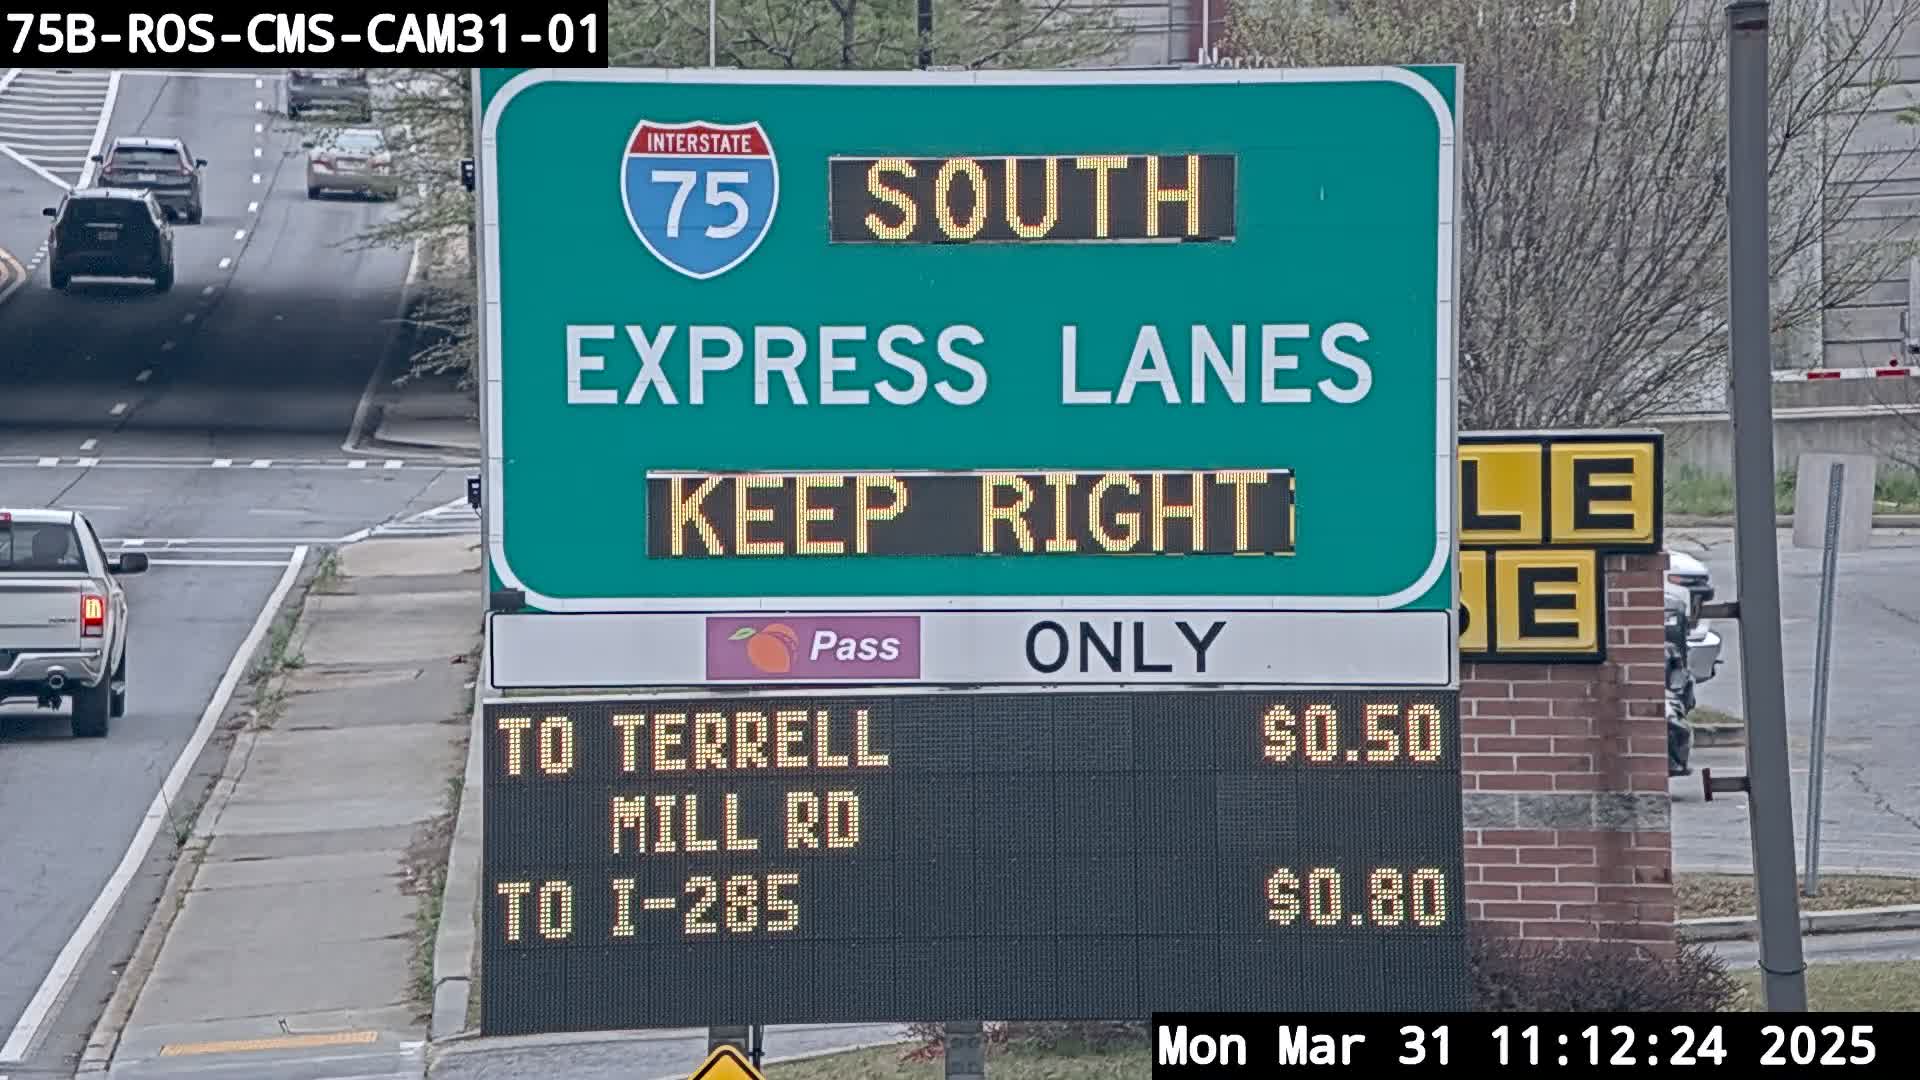 75B-ROS-CMS-CAM31-01
INTERSTATE
75
SOUTH
EXPRESS LANES
KEEP RIGHT
Pass ONLY
TO TERRELL $0.50
MILL RD
TO I-285 $0.80
LE
E
Mon Mar 31 11:12:24 2025